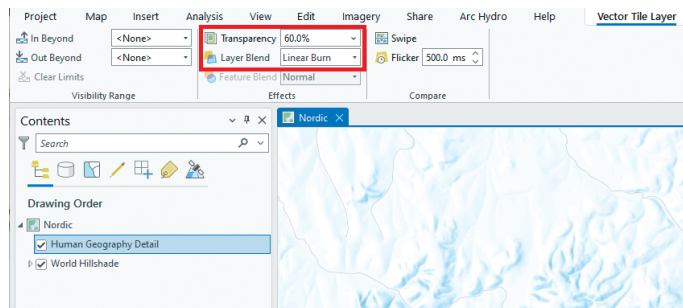 Project Map Insert Analysis View Edit Imagery Share Arc Hydro Help Vector Tile Layer
In Beyond <None> Transparency 60.0% Swipe
Out Beyond <None> Layer Blend Linear Burn Flicker 500.0 ms
Clear Limits Feature Blend Normal
Visibility Range Effects Compare
Contents
Nordic
Search
Drawing Order
Nordic
Human Geography Detail
World Hillshade